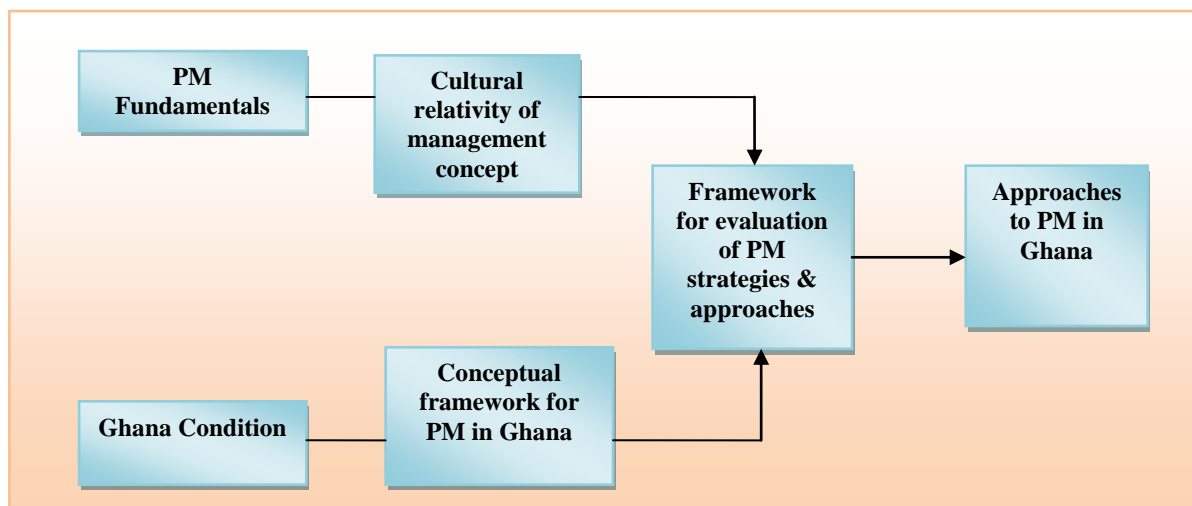 PM
Fundamentals
Cultural
relativity of
management
concept
Framework
for evaluation
of PM
strategies &
approaches
Approaches
to PM in
Ghana
Ghana Condition
Conceptual
framework for
PM in Ghana